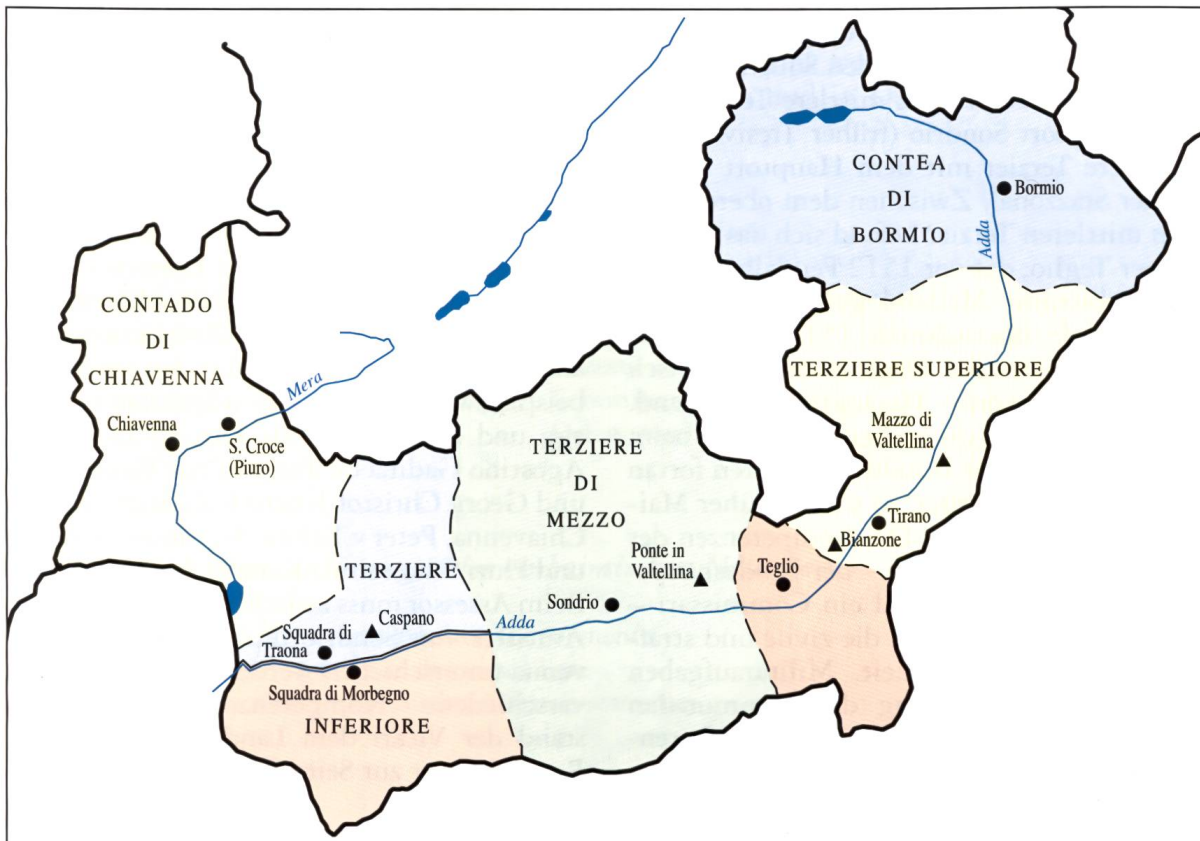 CONTEA
DI
BORMIO
Bormio
Adda
CONTADO
DI
CHIAVENNA
Mera
Chiavenna
S. Croce
(Piuro)
TERZIERE SUPERIORE
Mazzo di
Valtellina
Tirano
Bianzone
TERZIERE
DI
MEZZO
Ponte in
Valtellina
Teglio
Sondrio
Adda
TERZIERE
Caspano
Squadra di
Traona
Squadra di Morbegno
INFERIORE